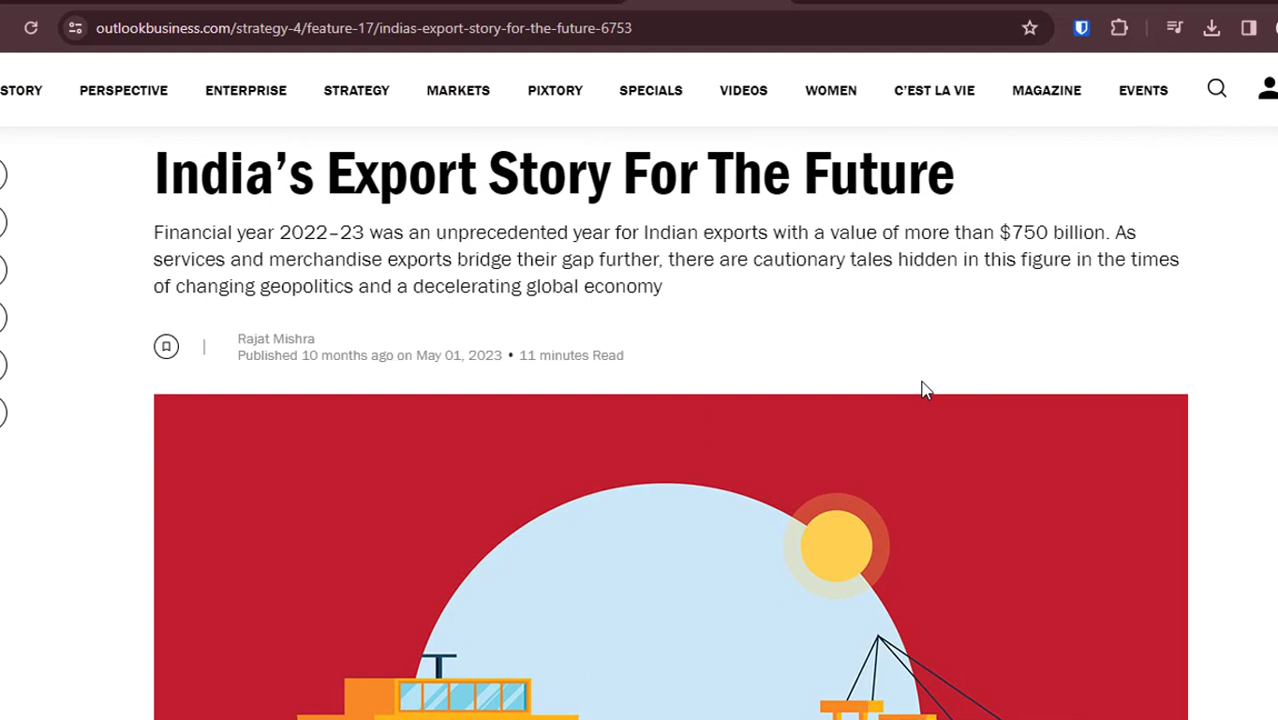 outlookbusiness.com/strategy-4/feature-17/indias-export-story-for-the-future-6753
STORY PERSPECTIVE ENTERPRISE STRATEGY MARKETS PIXTORY SPECIALS VIDEOS WOMEN C’EST LA VIE MAGAZINE EVENTS
India’s Export Story For The Future
Financial year 2022–23 was an unprecedented year for Indian exports with a value of more than $750 billion. As
services and merchandise exports bridge their gap further, there are cautionary tales hidden in this figure in the times
of changing geopolitics and a decelerating global economy
Rajat Mishra
Published 10 months ago on May 01, 2023 • 11 minutes Read